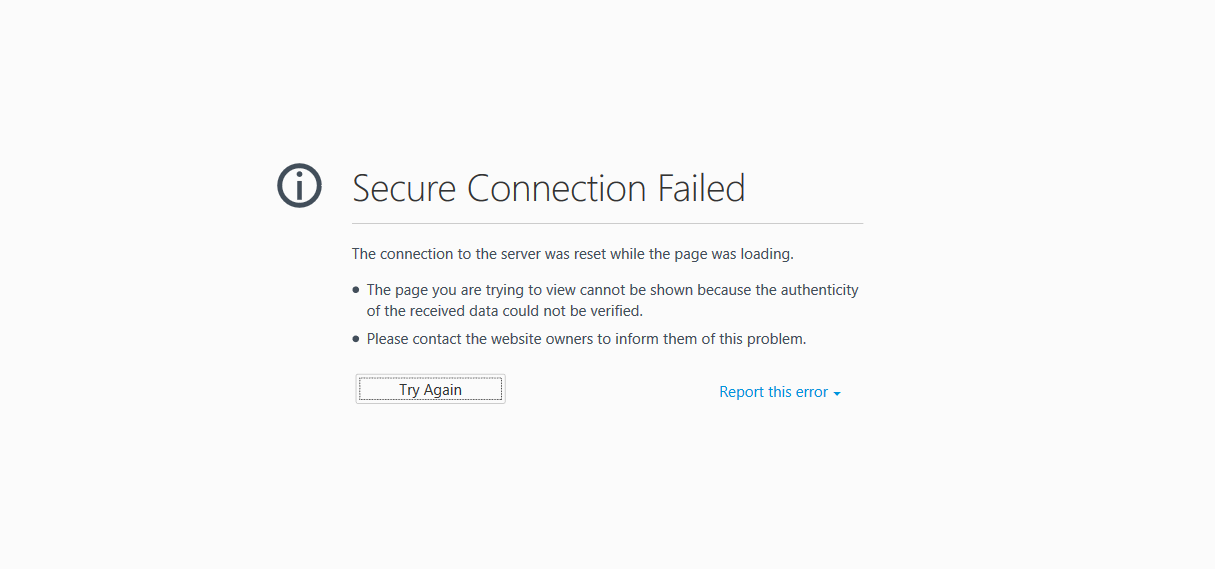 Secure Connection Failed
The connection to the server was reset while the page was loading.
The page you are trying to view cannot be shown because the authenticity
of the received data could not be verified.
Please contact the website owners to inform them of this problem.
Try Again
Report this error